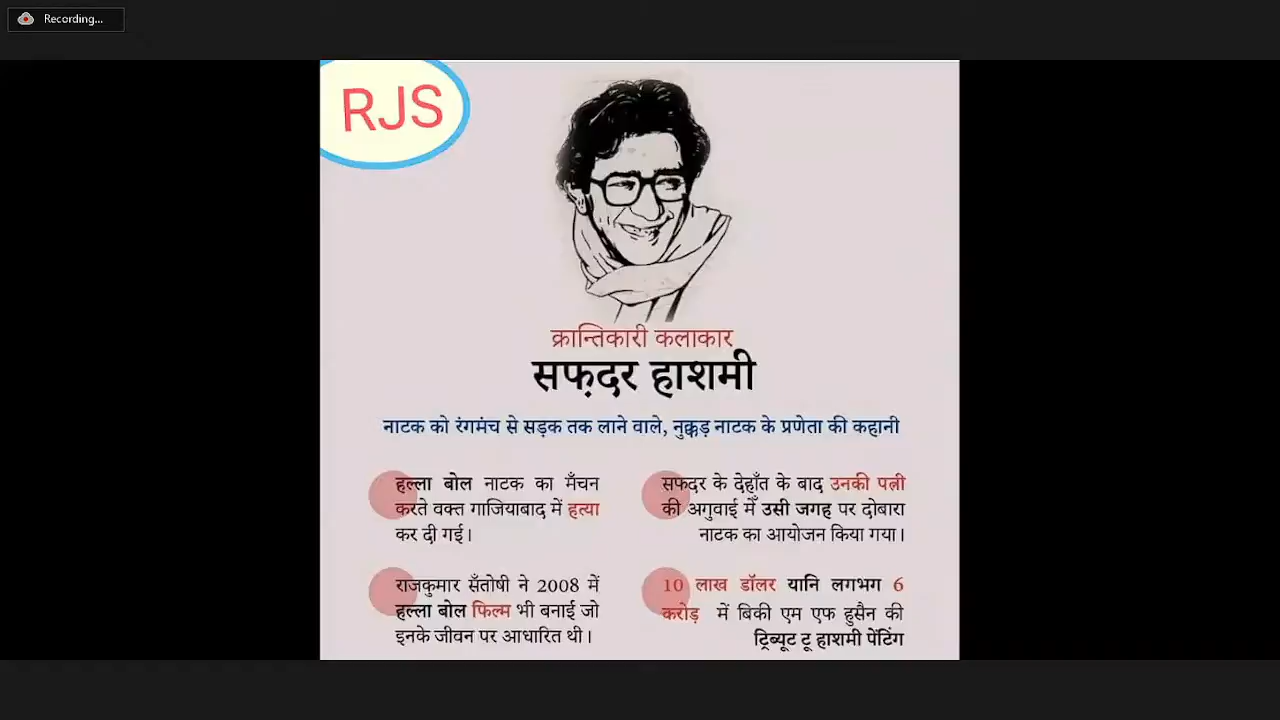 Recording...
RJS
क्रान्तिकारी कलाकार
सफ़दर हाशमी
नाटक को रंगमंच से सड़क तक लाने वाले, नुक्कड़ नाटक के प्रणेता की कहानी
हल्ला बोल नाटक का मँचन
करते वक्त गाजियाबाद में हत्या
कर दी गई।
सफदर के देहाँत के बाद उनकी पत्नी
की अगुवाई मेँ उसी जगह पर दोबारा
नाटक का आयोजन किया गया।
राजकुमार सँतोषी ने 2008 में
हल्ला बोल फिल्म भी बनाई जो
इनके जीवन पर आधारित थी।
10 लाख डॉलर यानि लगभग 6
करोड़ में बिकी एम एफ हुसैन की
ट्रिब्यूट टू हाशमी पेंटिंग